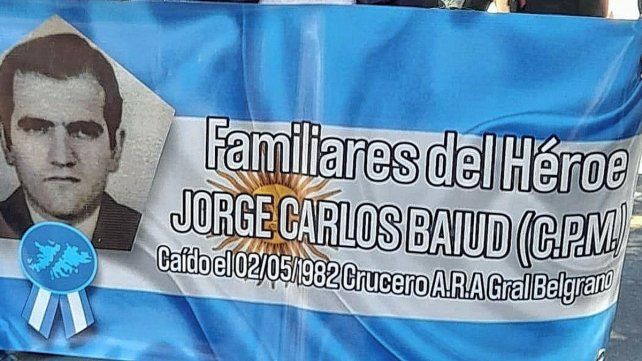 Familiares del Héroe
JORGE CARLOS BAIUD (C.P.M.)
Caído el 02/05/1982 Crucero A.R.A Gral Belgrano